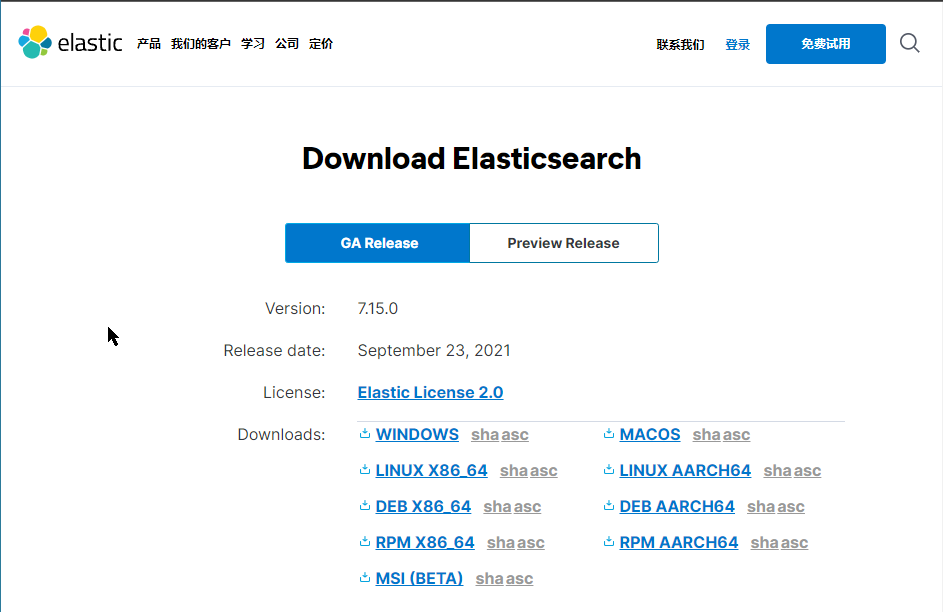 elastic 产品 我们的客户 学习 公司 定价 联系我们 登录 免费试用
Download Elasticsearch
GA Release Preview Release
Version: 7.15.0
Release date: September 23, 2021
License: Elastic License 2.0
Downloads: WINDOWS sha asc MACOS sha asc
LINUX X86_64 sha asc LINUX AARCH64 sha asc
DEB X86_64 sha asc DEB AARCH64 sha asc
RPM X86_64 sha asc RPM AARCH64 sha asc
MSI (BETA) sha asc